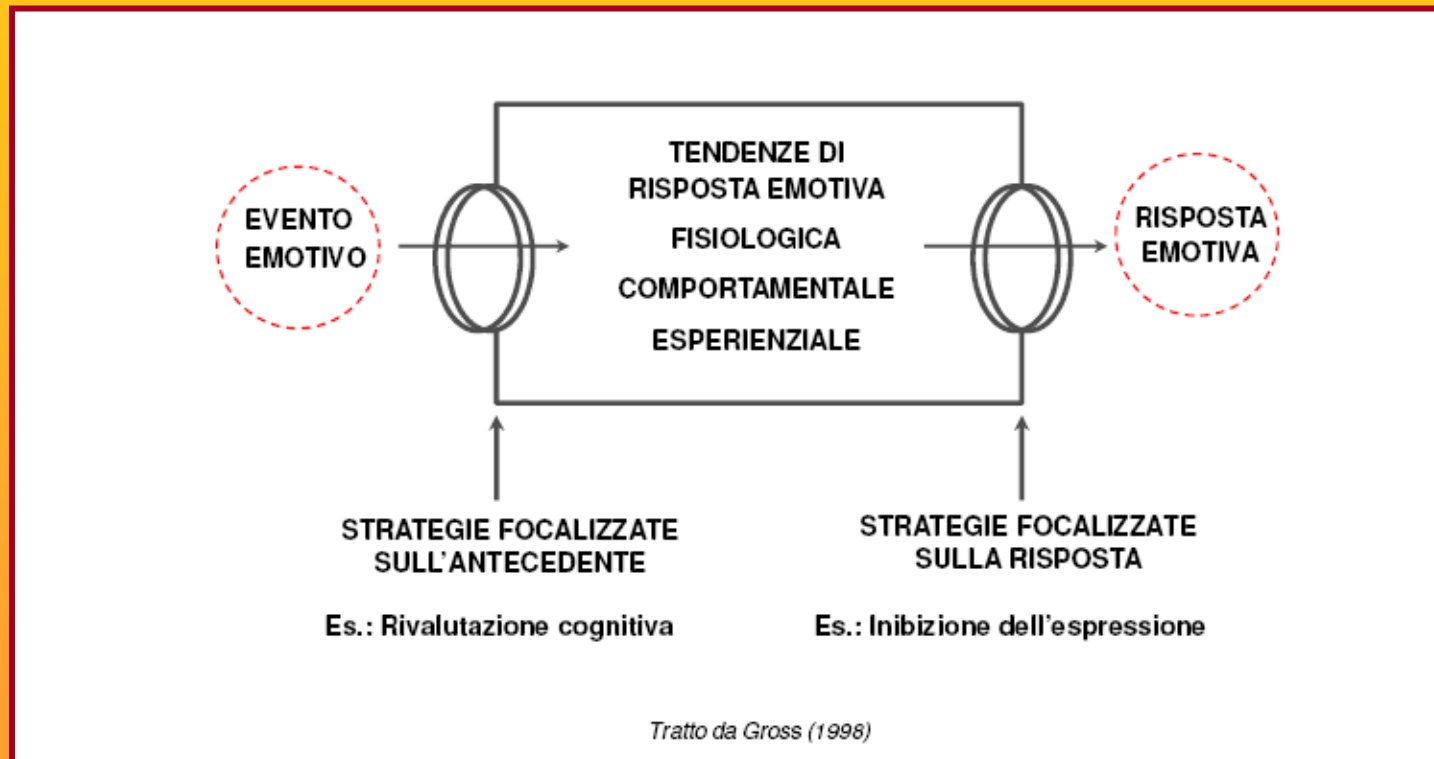 EVENTO
EMOTIVO
TENDENZE DI
RISPOSTA EMOTIVA
FISIOLOGICA
COMPORTAMENTALE
ESPERIENZIALE
RISPOSTA
EMOTIVA
STRATEGIE FOCALIZZATE
SULL'ANTECEDENTE
Es.: Rivalutazione cognitiva
STRATEGIE FOCALIZZATE
SULLA RISPOSTA
Es.: Inibizione dell'espressione
Tratto da Gross (1998)